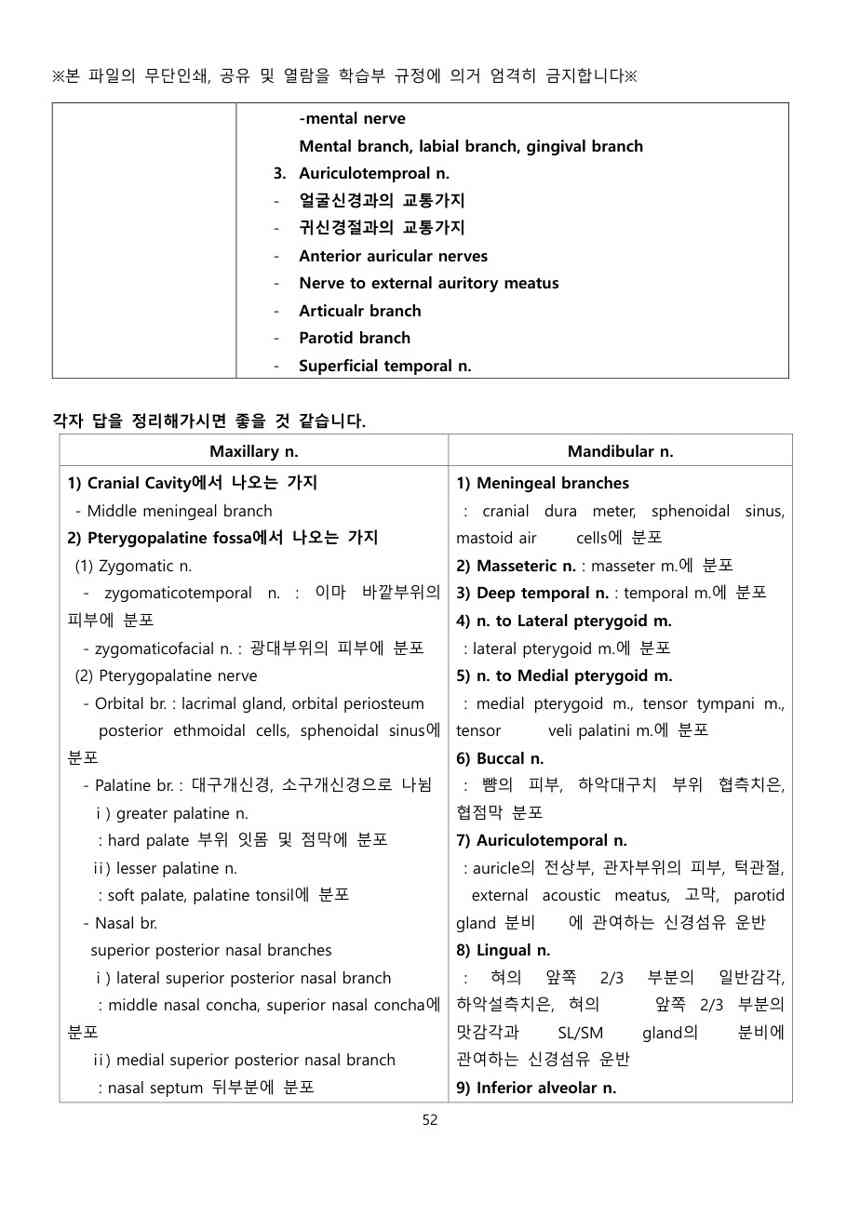 ※본 파일의 무단인쇄, 공유 및 열람을 학습부 규정에 의거 엄격히 금지합니다※
-mental nerve
Mental branch, labial branch, gingival branch
3. Auriculotemproal n.
- 얼굴신경과의 교통가지
- 귀신경절과의 교통가지
- Anterior auricular nerves
- Nerve to external auritory meatus
- Articualr branch
- Parotid branch
- Superficial temporal n.
각자 답을 정리해가시면 좋을 것 같습니다.
Maxillary n.
1) Cranial Cavity에서 나오는 가지
- Middle meningeal branch
2) Pterygopalatine fossa에서 나오는 가지
(1) Zygomatic n.
- zygomaticotemporal n. : 이마 바깥부위의
피부에 분포
- zygomaticofacial n. : 광대부위의 피부에 분포
(2) Pterygopalatine nerve
- Orbital br. : lacrimal gland, orbital periosteum
posterior ethmoidal cells, sphenoidal sinus에
분포
- Palatine br. : 대구개신경, 소구개신경으로 나뉨
ⅰ) greater palatine n.
: hard palate 부위 잇몸 및 점막에 분포
ⅱ) lesser palatine n.
: soft palate, palatine tonsil에 분포
- Nasal br.
superior posterior nasal branches
ⅰ) lateral superior posterior nasal branch
: middle nasal concha, superior nasal concha에
분포
ⅱ) medial superior posterior nasal branch
: nasal septum 뒤부분에 분포
Mandibular n.
1) Meningeal branches
: cranial dura meter, sphenoidal sinus,
mastoid air cells에 분포
2) Masseteric n. : masseter m.에 분포
3) Deep temporal n. : temporal m.에 분포
4) n. to Lateral pterygoid m.
: lateral pterygoid m.에 분포
5) n. to Medial pterygoid m.
: medial pterygoid m., tensor tympani m.,
tensor veli palatini m.에 분포
6) Buccal n.
: 뺨의 피부, 하악대구치 부위 협측치은,
협점막 분포
7) Auriculotemporal n.
: auricle의 전상부, 관자부위의 피부, 턱관절,
external acoustic meatus, 고막, parotid
gland 분비 에 관여하는 신경섬유 운반
8) Lingual n.
: 혀의 앞쪽 2/3 부분의 일반감각,
하악설측치은, 혀의 앞쪽 2/3 부분의
맛감각과 SL/SM gland의 분비에
관여하는 신경섬유 운반
9) Inferior alveolar n.
52